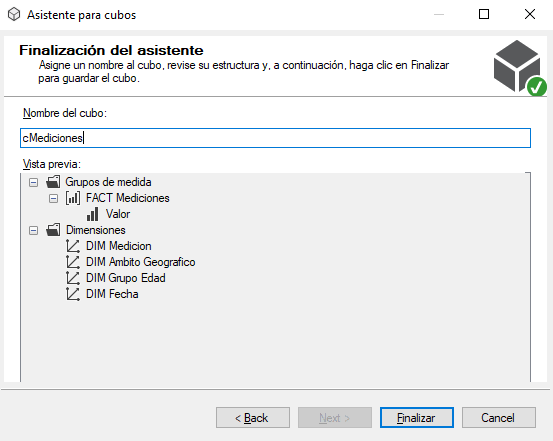 Asistente para cubos
Finalización del asistente
Asigne un nombre al cubo, revise su estructura y, a continuación, haga clic en Finalizar
para guardar el cubo.
Nombre del cubo:
cMediciones
Vista previa:
Grupos de medida
FACT Mediciones
Valor
Dimensiones
DIM Medicion
DIM Ambito Geografico
DIM Grupo Edad
DIM Fecha
< Back
Next >
Finalizar
Cancel